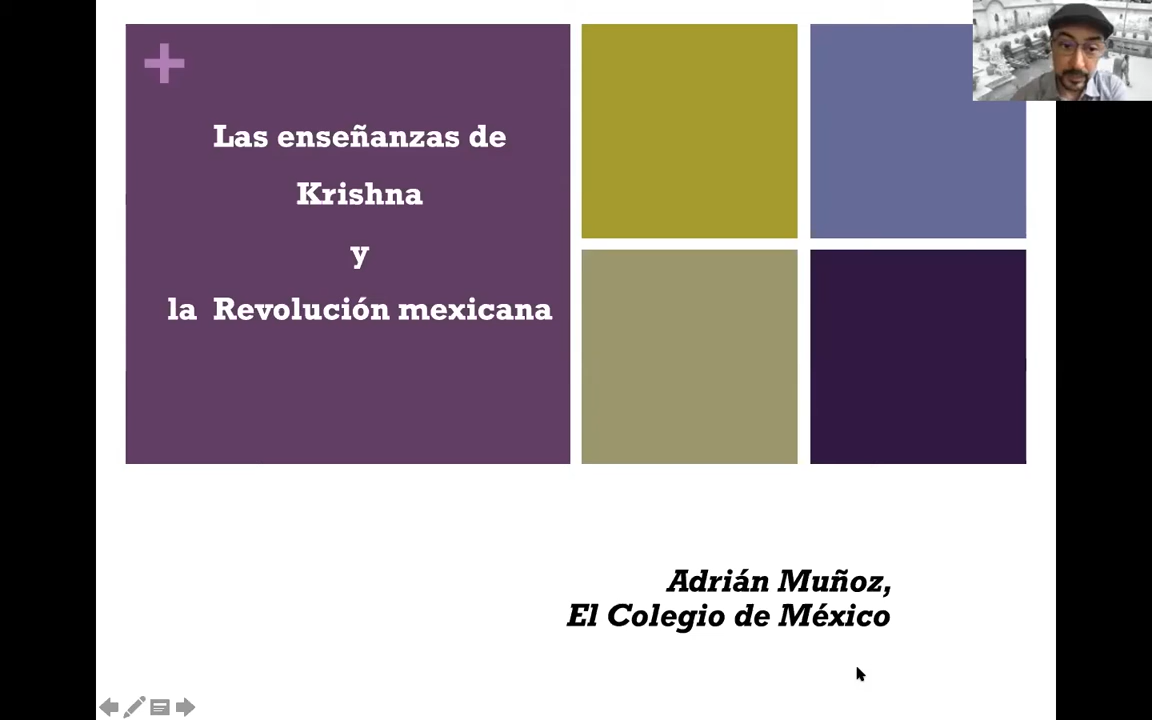 Las enseñanzas de
Krishna
y
la Revolución mexicana
Adrián Muñoz,
El Colegio de México